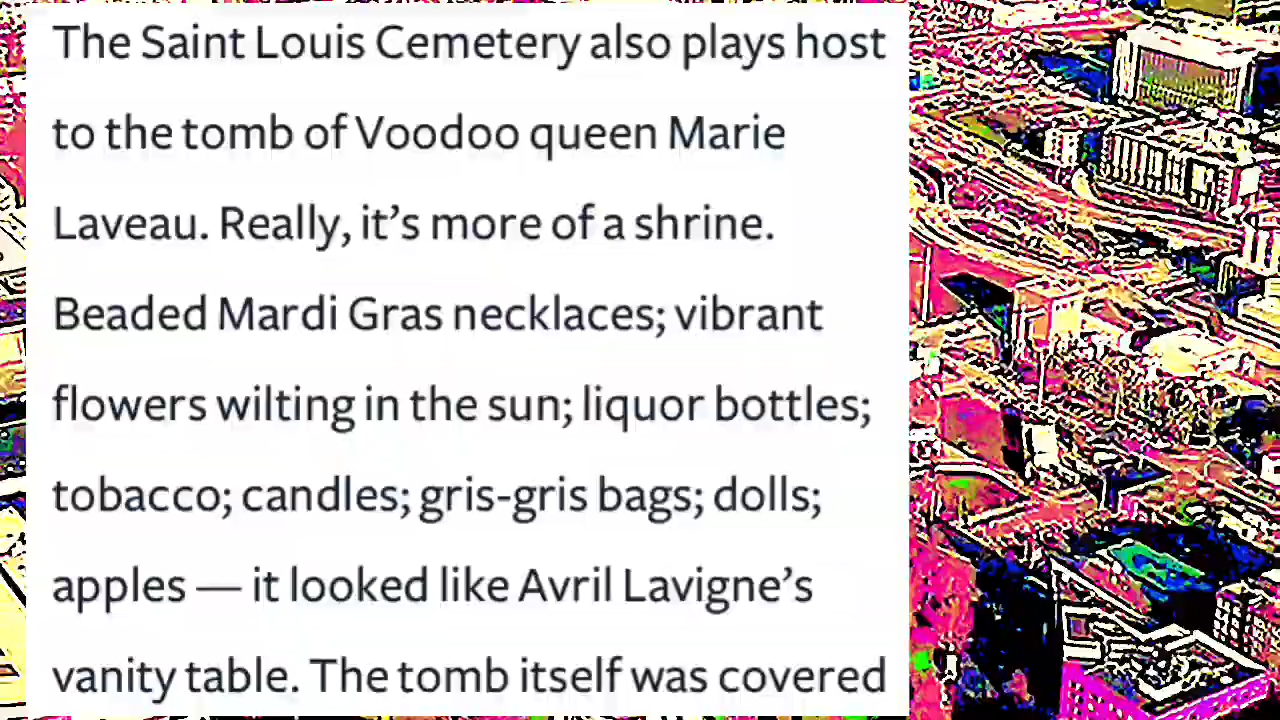 The Saint Louis Cemetery also plays host
to the tomb of Voodoo queen Marie
Laveau. Really, it’s more of a shrine.
Beaded Mardi Gras necklaces; vibrant
flowers wilting in the sun; liquor bottles;
tobacco; candles; gris-gris bags; dolls;
apples — it looked like Avril Lavigne’s
vanity table. The tomb itself was covered